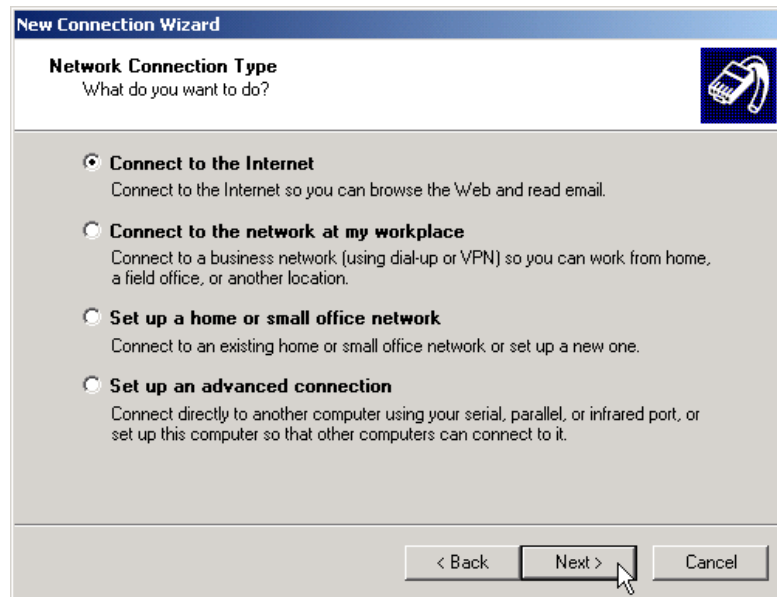 New Connection Wizard
Network Connection Type
What do you want to do?
Connect to the Internet
Connect to the Internet so you can browse the Web and read email.
Connect to the network at my workplace
Connect to a business network (using dial-up or VPN) so you can work from home,
a field office, or another location.
Set up a home or small office network
Connect to an existing home or small office network or set up a new one.
Set up an advanced connection
Connect directly to another computer using your serial, parallel, or infrared port, or
set up this computer so that other computers can connect to it.
< Back Next > Cancel